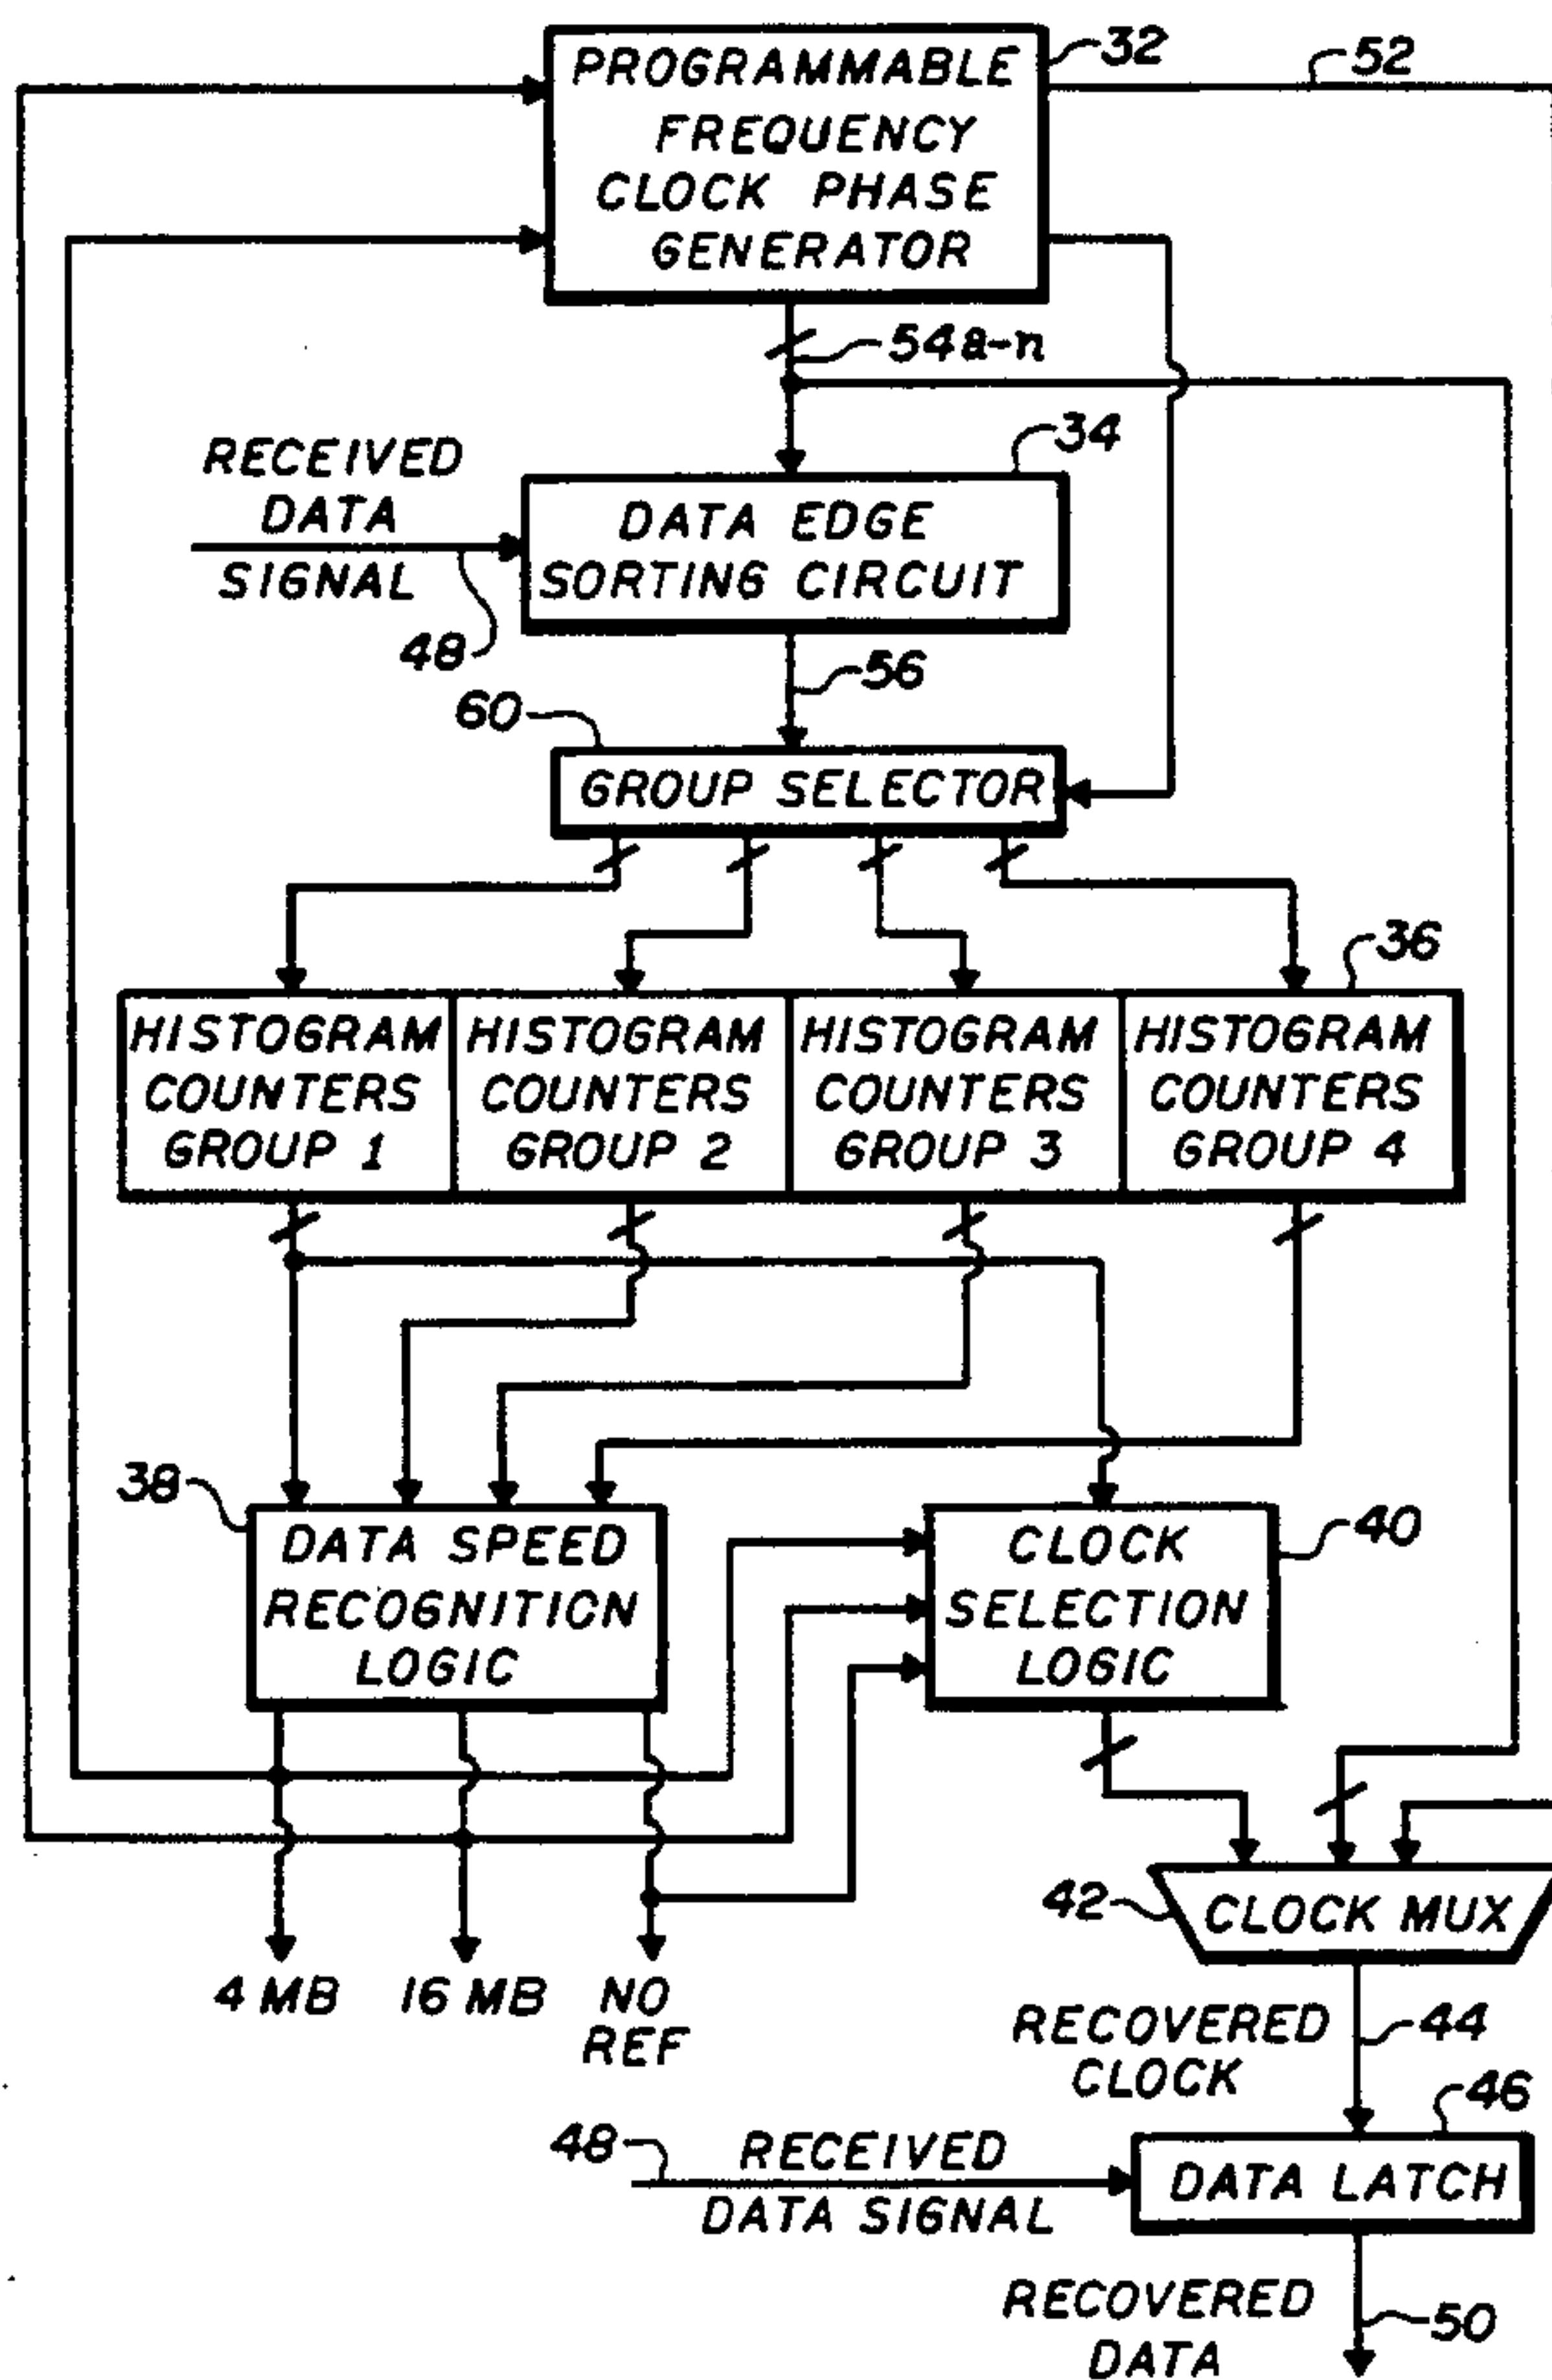 PROGRAMMABLE
FREQUENCY
CLOCK PHASE
GENERATOR
32
52
54a-n
RECEIVED
DATA
SIGNAL
48
34
DATA EDGE
SORTING CIRCUIT
56
60
GROUP SELECTOR
36
HISTOGRAM
COUNTERS
GROUP 1
HISTOGRAM
COUNTERS
GROUP 2
HISTOGRAM
COUNTERS
GROUP 3
HISTOGRAM
COUNTERS
GROUP 4
38
DATA SPEED
RECOGNITION
LOGIC
CLOCK
SELECTION
LOGIC
40
4 MB
16 MB
NO
REF
42
CLOCK MUX
RECOVERED
CLOCK
44
46
48
RECEIVED
DATA SIGNAL
DATA LATCH
RECOVERED
DATA
50